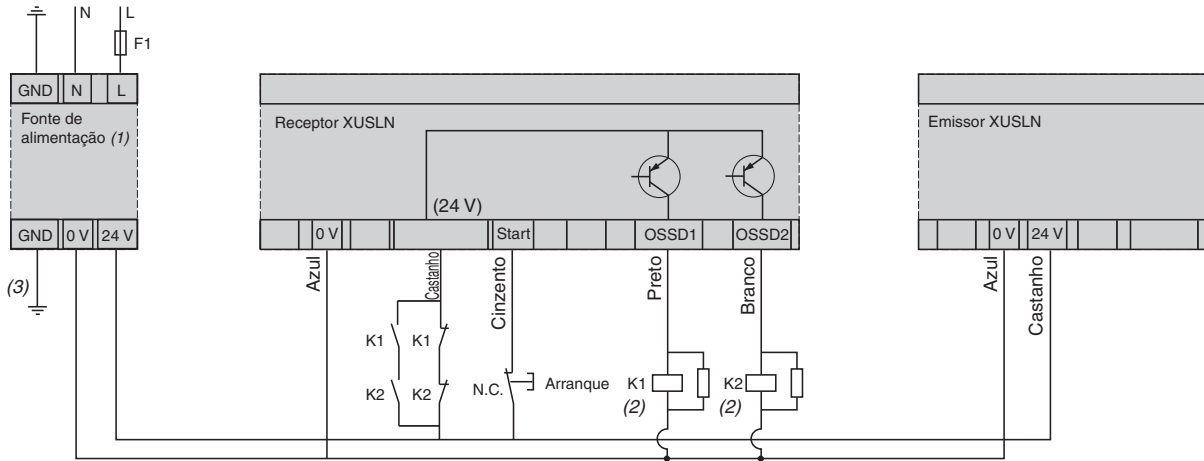 N
L
F1
GND
N
L
Fonte de
alimentação (1)
Receptor XUSLN
Emissor XUSLN
(24 V)
GND
0 V
24 V
0 V
Start
OSSD1
OSSD2
0 V
24 V
(3)
Azul
Castanho
Cinzento
Preto
Branco
Azul
Castanho
K1
K1
K2
K2
N.C.
Arranque
K1
(2)
K2
(2)